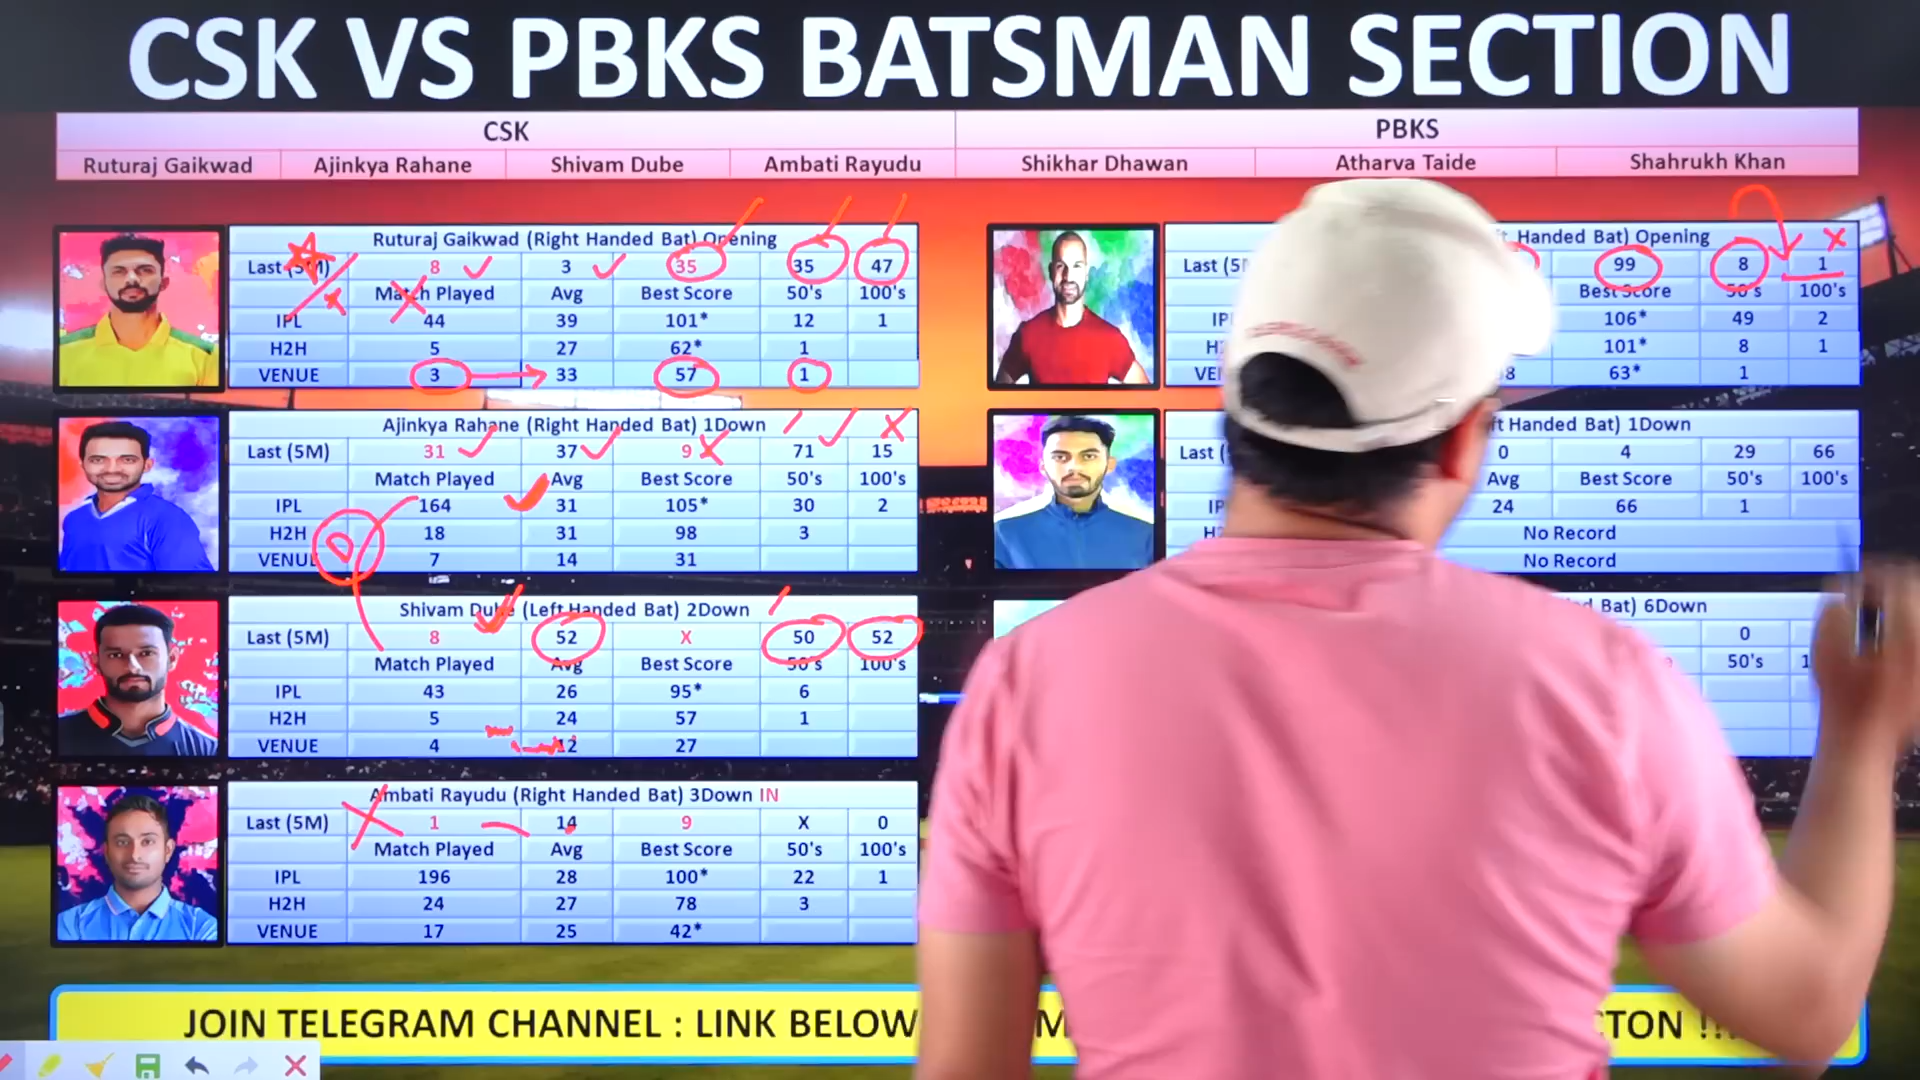 CSK VS PBKS BATSMAN SECTION
CSK PBKS
Ruturaj Gaikwad Ajinkya Rahane Shivam Dube Ambati Rayudu Shikhar Dhawan Atharva Taide Shahrukh Khan
Ruturaj Gaikwad (Right Handed Bat) Opening
Last (5M) 8 3 35 35 47
Match Played Avg Best Score 50's 100's
IPL 44 39 101* 12 1
H2H 5 27 62* 1
VENUE 3 33 57 1
Ajinkya Rahane (Right Handed Bat) 1Down
Last (5M) 31 37 9 71 15
Match Played Avg Best Score 50's 100's
IPL 164 31 105* 30 2
H2H 18 31 98 3
VENUE 7 14 31
D
Shivam Dube (Left Handed Bat) 2Down
Last (5M) 8 52 X 50 52
Match Played Avg Best Score 50's 100's
IPL 43 26 95* 6
H2H 5 24 57 1
VENUE 4 12 27
Ambati Rayudu (Right Handed Bat) 3Down IN
Last (5M) 1 14 9 X 0
Match Played Avg Best Score 50's 100's
IPL 196 28 100* 22 1
H2H 24 27 78 3
VENUE 17 25 42*
Handed Bat) Opening
Last (5 99 8 1
Best Score 50's 100's
106* 49 2
101* 8 1
8 63* 1
ft Handed Bat) 1Down
Last ( 0 4 29 66
Avg Best Score 50's 100's
24 66 1
No Record
No Record
Bat) 6Down
0
50's
JOIN TELEGRAM CHANNEL : LINK BELOW CTON !!